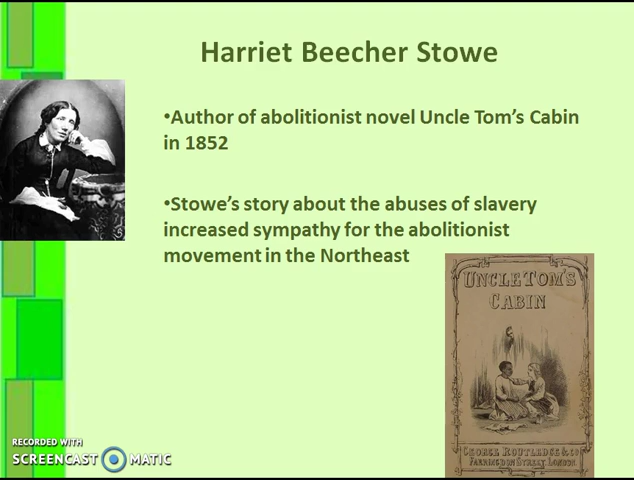 Harriet Beecher Stowe
•Author of abolitionist novel Uncle Tom's Cabin
in 1852
•Stowe's story about the abuses of slavery
increased sympathy for the abolitionist
movement in the Northeast
UNCLE TOM'S
CABIN
GEORGE ROUTLEDGE & CO
FARRINGDON STREET, LONDON.
RECORDED WITH
SCREENCAST MATIC